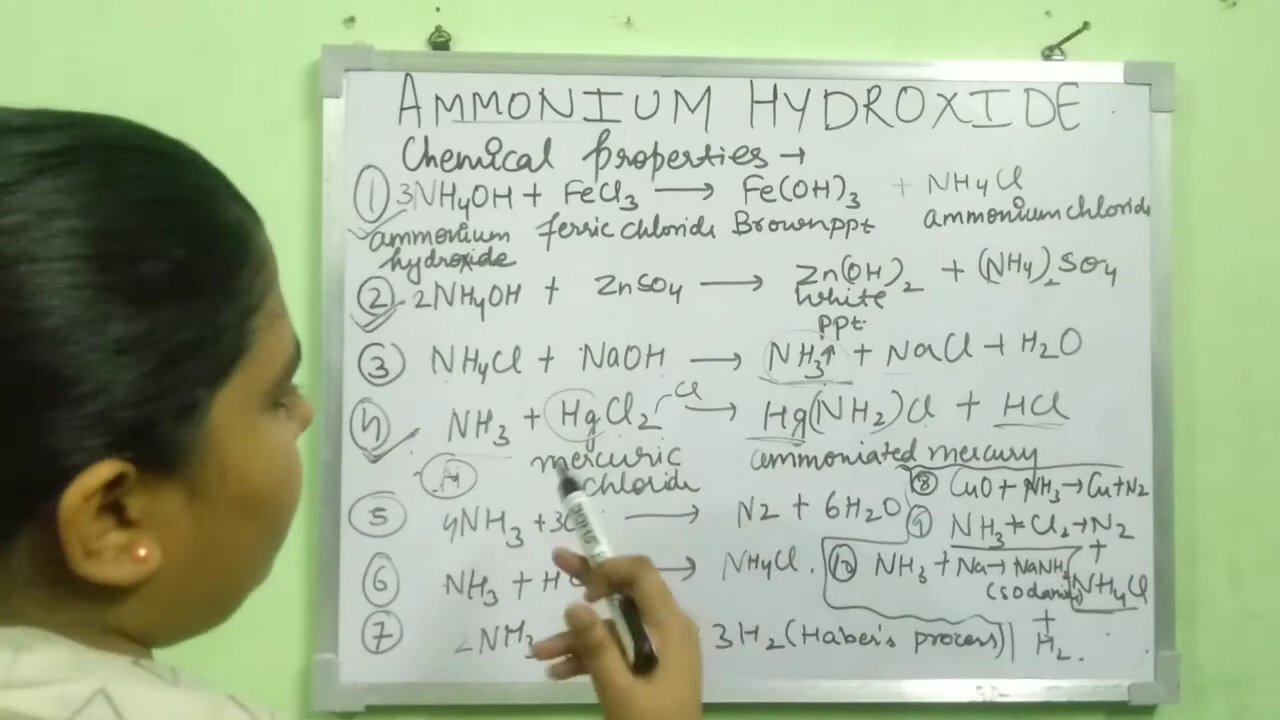 AMMONIUM HYDROXIDE
Chemical properties →
① 3NH4OH + FeCl3 → Fe(OH)3 + NH4Cl
ammonium hydroxide ferric chloride Brown ppt ammonium chloride
② 2NH4OH + ZnSO4 → Zn(OH)2 + (NH4)2SO4
white
ppt.
③ NH4Cl + NaOH → NH3↑ + NaCl + H2O
④ NH3 + HgCl2 Cl → Hg(NH2)Cl + HCl
mercuric chloride ammoniated mercury
⑤ 4NH3 + 3 → N2 + 6H2O
⑥ NH3 + H → NH4Cl.
⑦ 2NH3 3H2 (Haber's process)
⑧ CuO + NH3 → Cu + N2
⑨ NH3 + Cl2 → N2
+
NH4Cl
⑩ NH3 + Na → NaNH2
(sodamide)
+
H2.